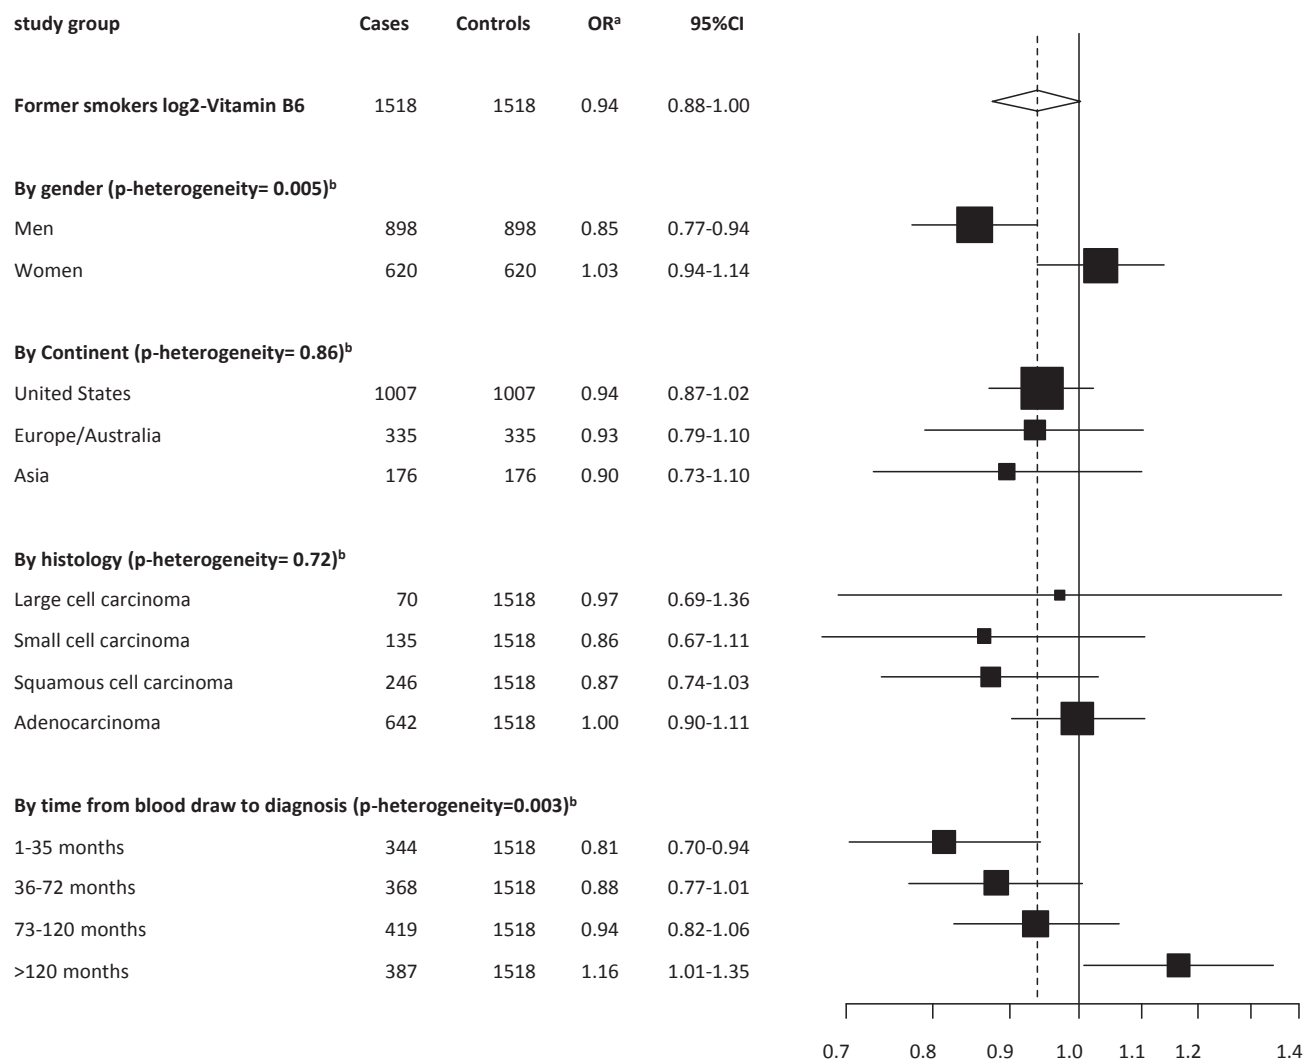 study group Cases Controls ORᵃ 95%CI
Former smokers log2-Vitamin B6 1518 1518 0.94 0.88-1.00
By gender (p-heterogeneity= 0.005)ᵇ
Men 898 898 0.85 0.77-0.94
Women 620 620 1.03 0.94-1.14
By Continent (p-heterogeneity= 0.86)ᵇ
United States 1007 1007 0.94 0.87-1.02
Europe/Australia 335 335 0.93 0.79-1.10
Asia 176 176 0.90 0.73-1.10
By histology (p-heterogeneity= 0.72)ᵇ
Large cell carcinoma 70 1518 0.97 0.69-1.36
Small cell carcinoma 135 1518 0.86 0.67-1.11
Squamous cell carcinoma 246 1518 0.87 0.74-1.03
Adenocarcinoma 642 1518 1.00 0.90-1.11
By time from blood draw to diagnosis (p-heterogeneity=0.003)ᵇ
1-35 months 344 1518 0.81 0.70-0.94
36-72 months 368 1518 0.88 0.77-1.01
73-120 months 419 1518 0.94 0.82-1.06
>120 months 387 1518 1.16 1.01-1.35
0.7 0.8 0.9 1.0 1.1 1.2 1.4